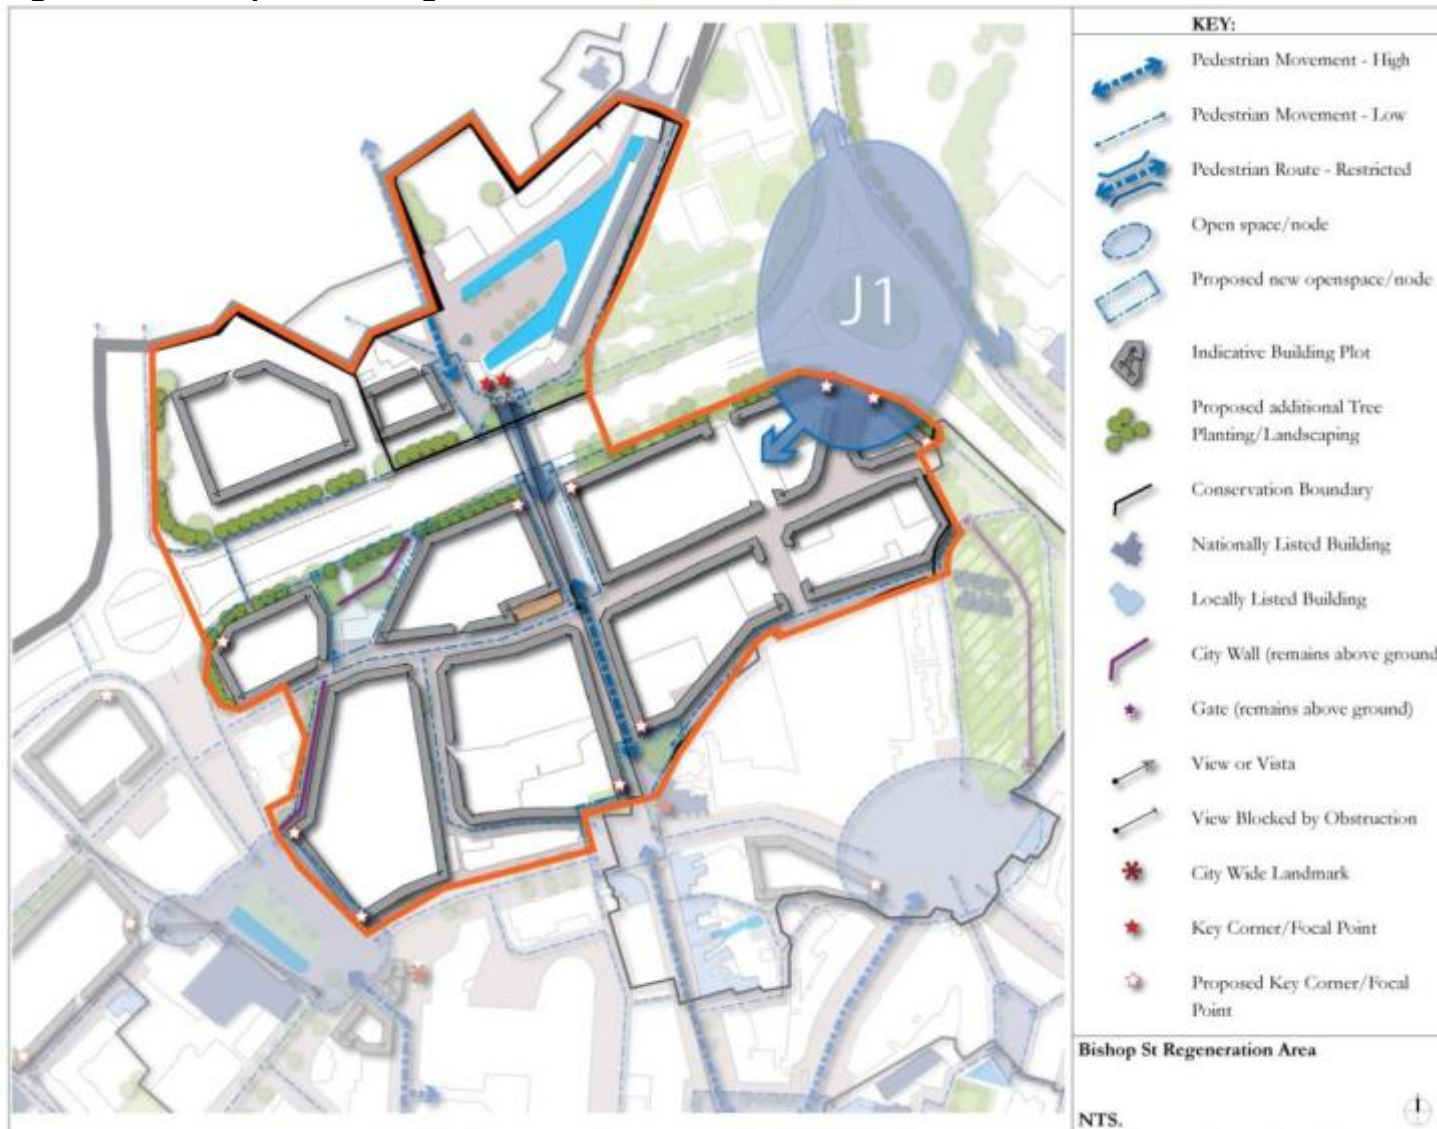 KEY:
Pedestrian Movement - High
Pedestrian Movement - Low
Pedestrian Route - Restricted
Open space/node
Proposed new openspace/node
Indicative Building Plot
Proposed additional Tree
Planting/Landscaping
Conservation Boundary
Nationally Listed Building
Locally Listed Building
City Wall (remains above ground
Gate (remains above ground)
View or Vista
View Blocked by Obstruction
City Wide Landmark
Key Corner/Focal Point
Proposed Key Corner/Focal
Point
Bishop St Regeneration Area
NTS.
J1